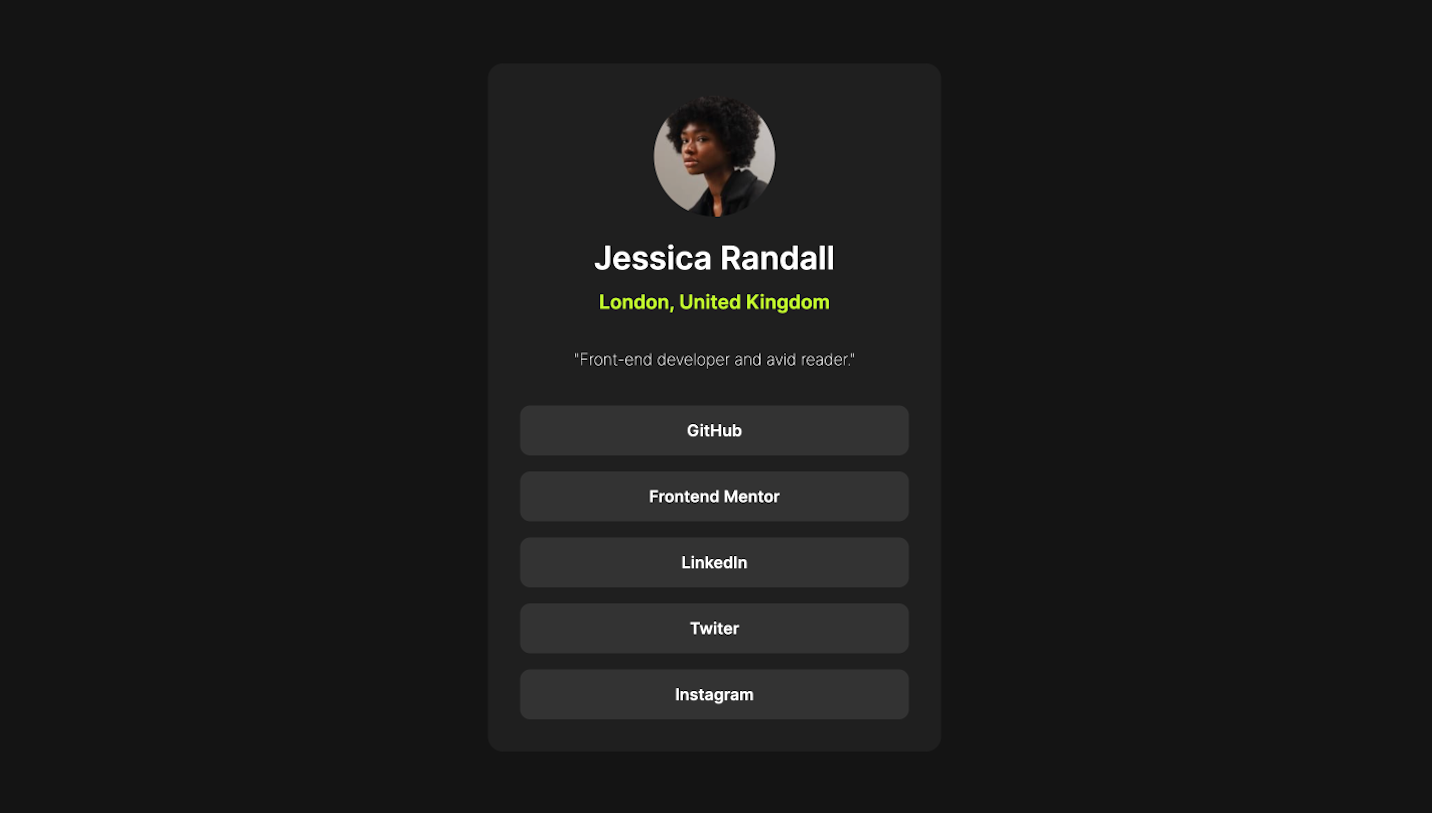 Jessica Randall
London, United Kingdom
"Front-end developer and avid reader."
GitHub
Frontend Mentor
LinkedIn
Twiter
Instagram